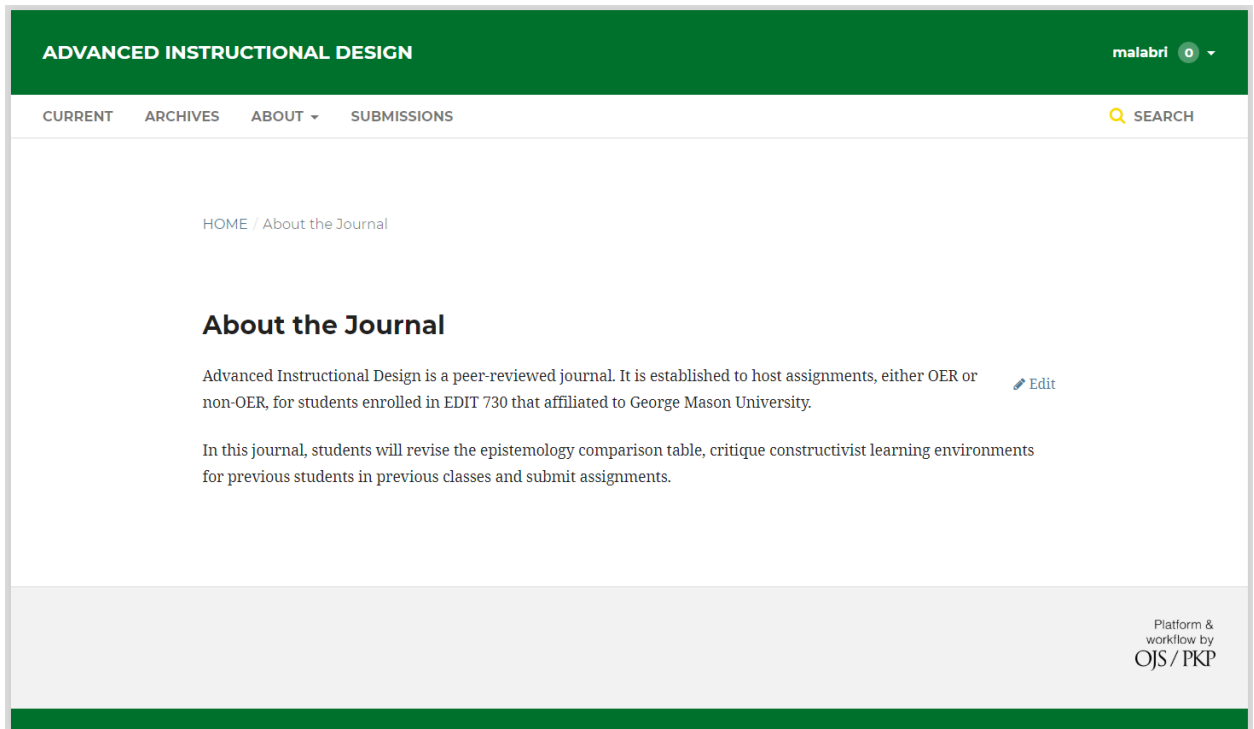 ADVANCED INSTRUCTIONAL DESIGN
malabri 0
CURRENT ARCHIVES ABOUT SUBMISSIONS
SEARCH
HOME / About the Journal
About the Journal
Advanced Instructional Design is a peer-reviewed journal. It is established to host assignments, either OER or
non-OER, for students enrolled in EDIT 730 that affiliated to George Mason University.
Edit
In this journal, students will revise the epistemology comparison table, critique constructivist learning environments
for previous students in previous classes and submit assignments.
Platform &
workflow by
OJS / PKP